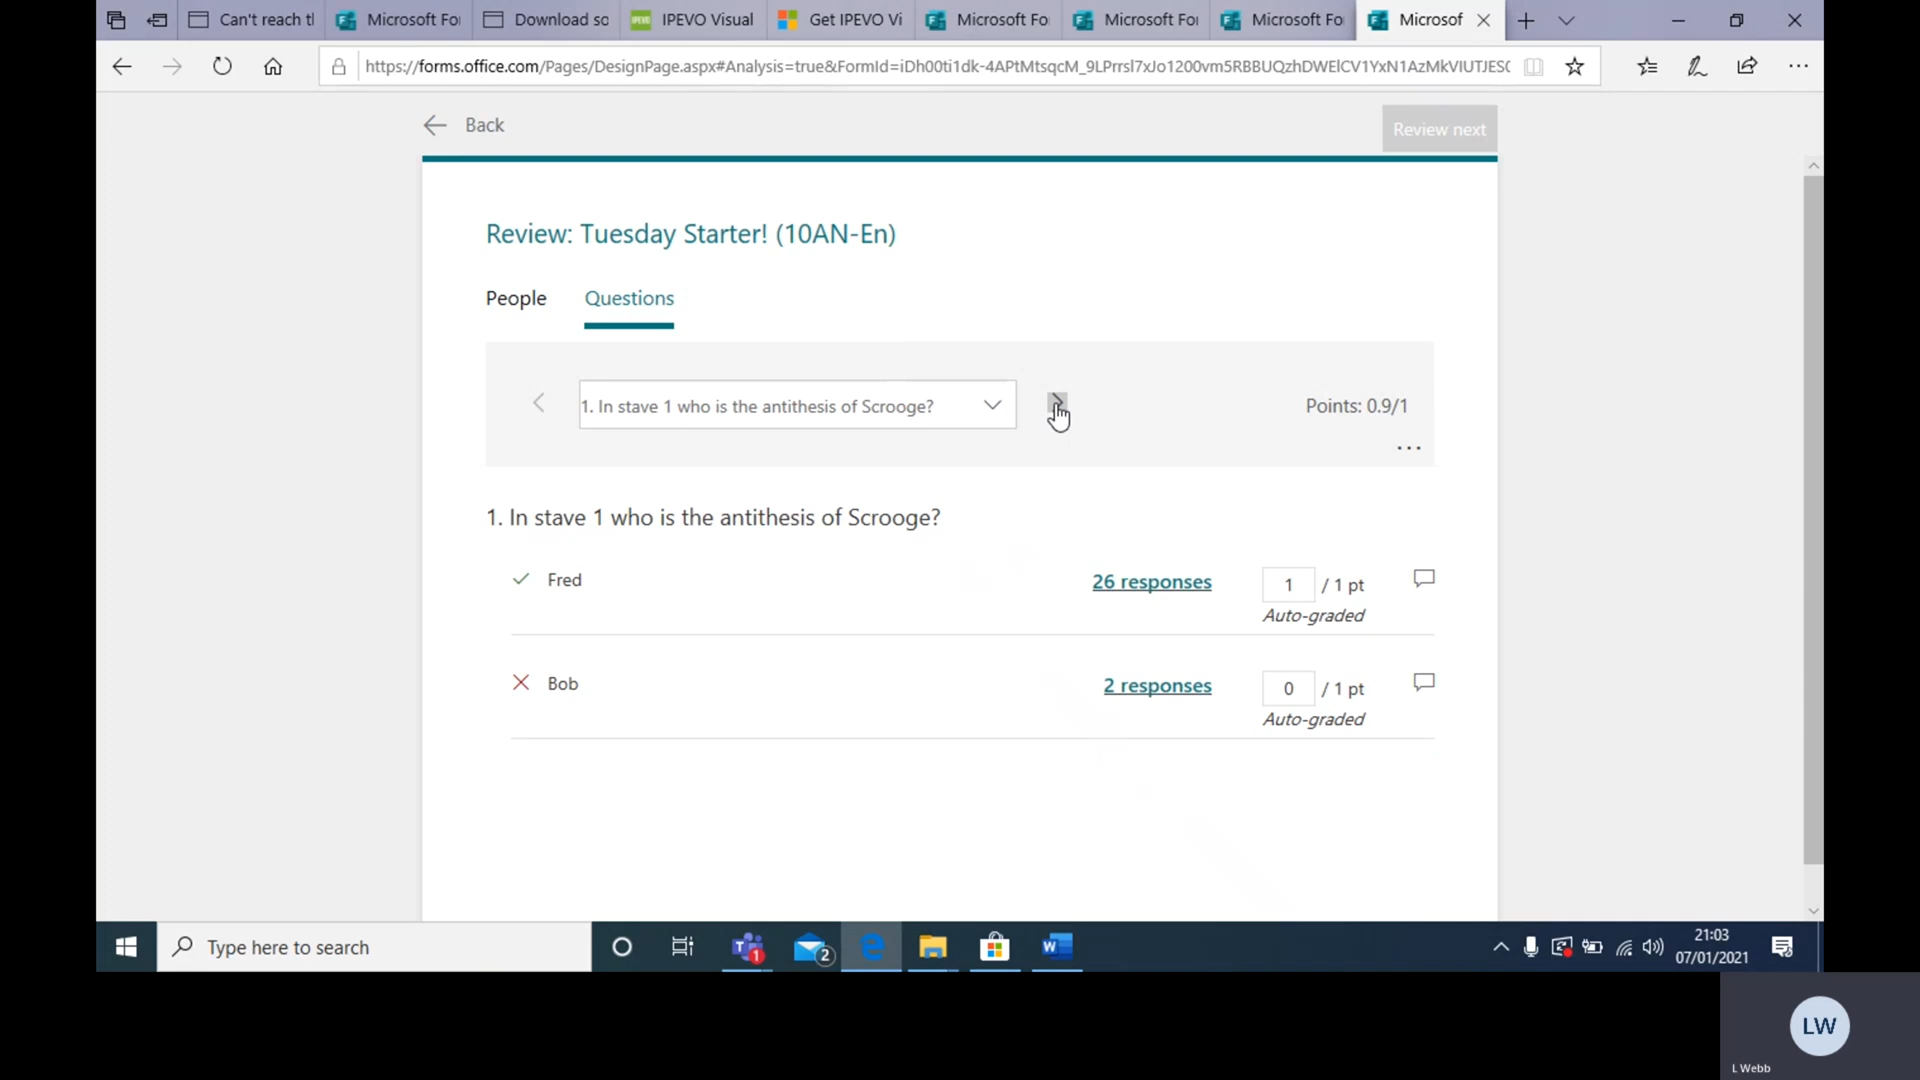 Can't reach tl
Microsoft Fo
Download so
IPEVO Visual
Get IPEVO Vi
Microsoft Fo
Microsoft Fo
Microsoft Fo
Microsof
https://forms.office.com/Pages/DesignPage.aspx#Analysis=true&FormId=iDh00ti1dk-4APtMtsqcM_9LPrrsl7xJo1200vm5RBBUQzhDWElCV1YxN1AzMkVIUTJESC
Back
Review next
Review: Tuesday Starter! (10AN-En)
People
Questions
1. In stave 1 who is the antithesis of Scrooge?
Points: 0.9/1
1. In stave 1 who is the antithesis of Scrooge?
Fred
26 responses
1 / 1 pt
Auto-graded
Bob
2 responses
0 / 1 pt
Auto-graded
Type here to search
1
2
21:03
07/01/2021
LW
L Webb